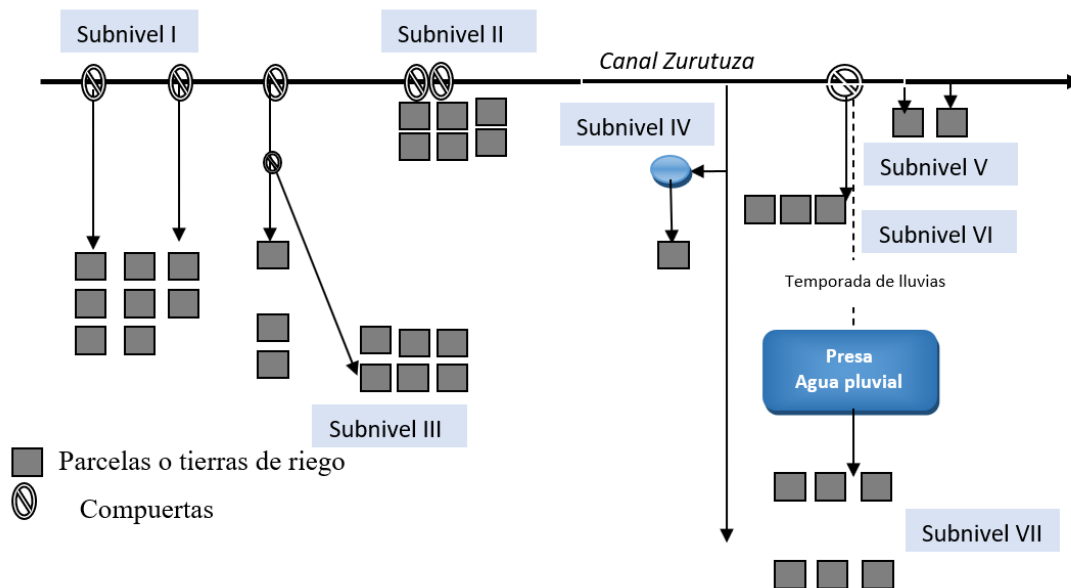 Subnivel I
Subnivel II
Canal Zurutuza
Subnivel IV
Subnivel V
Subnivel VI
Temporada de lluvias
Presa
Agua pluvial
Subnivel III
Parcelas o tierras de riego
Compuertas
Subnivel VII